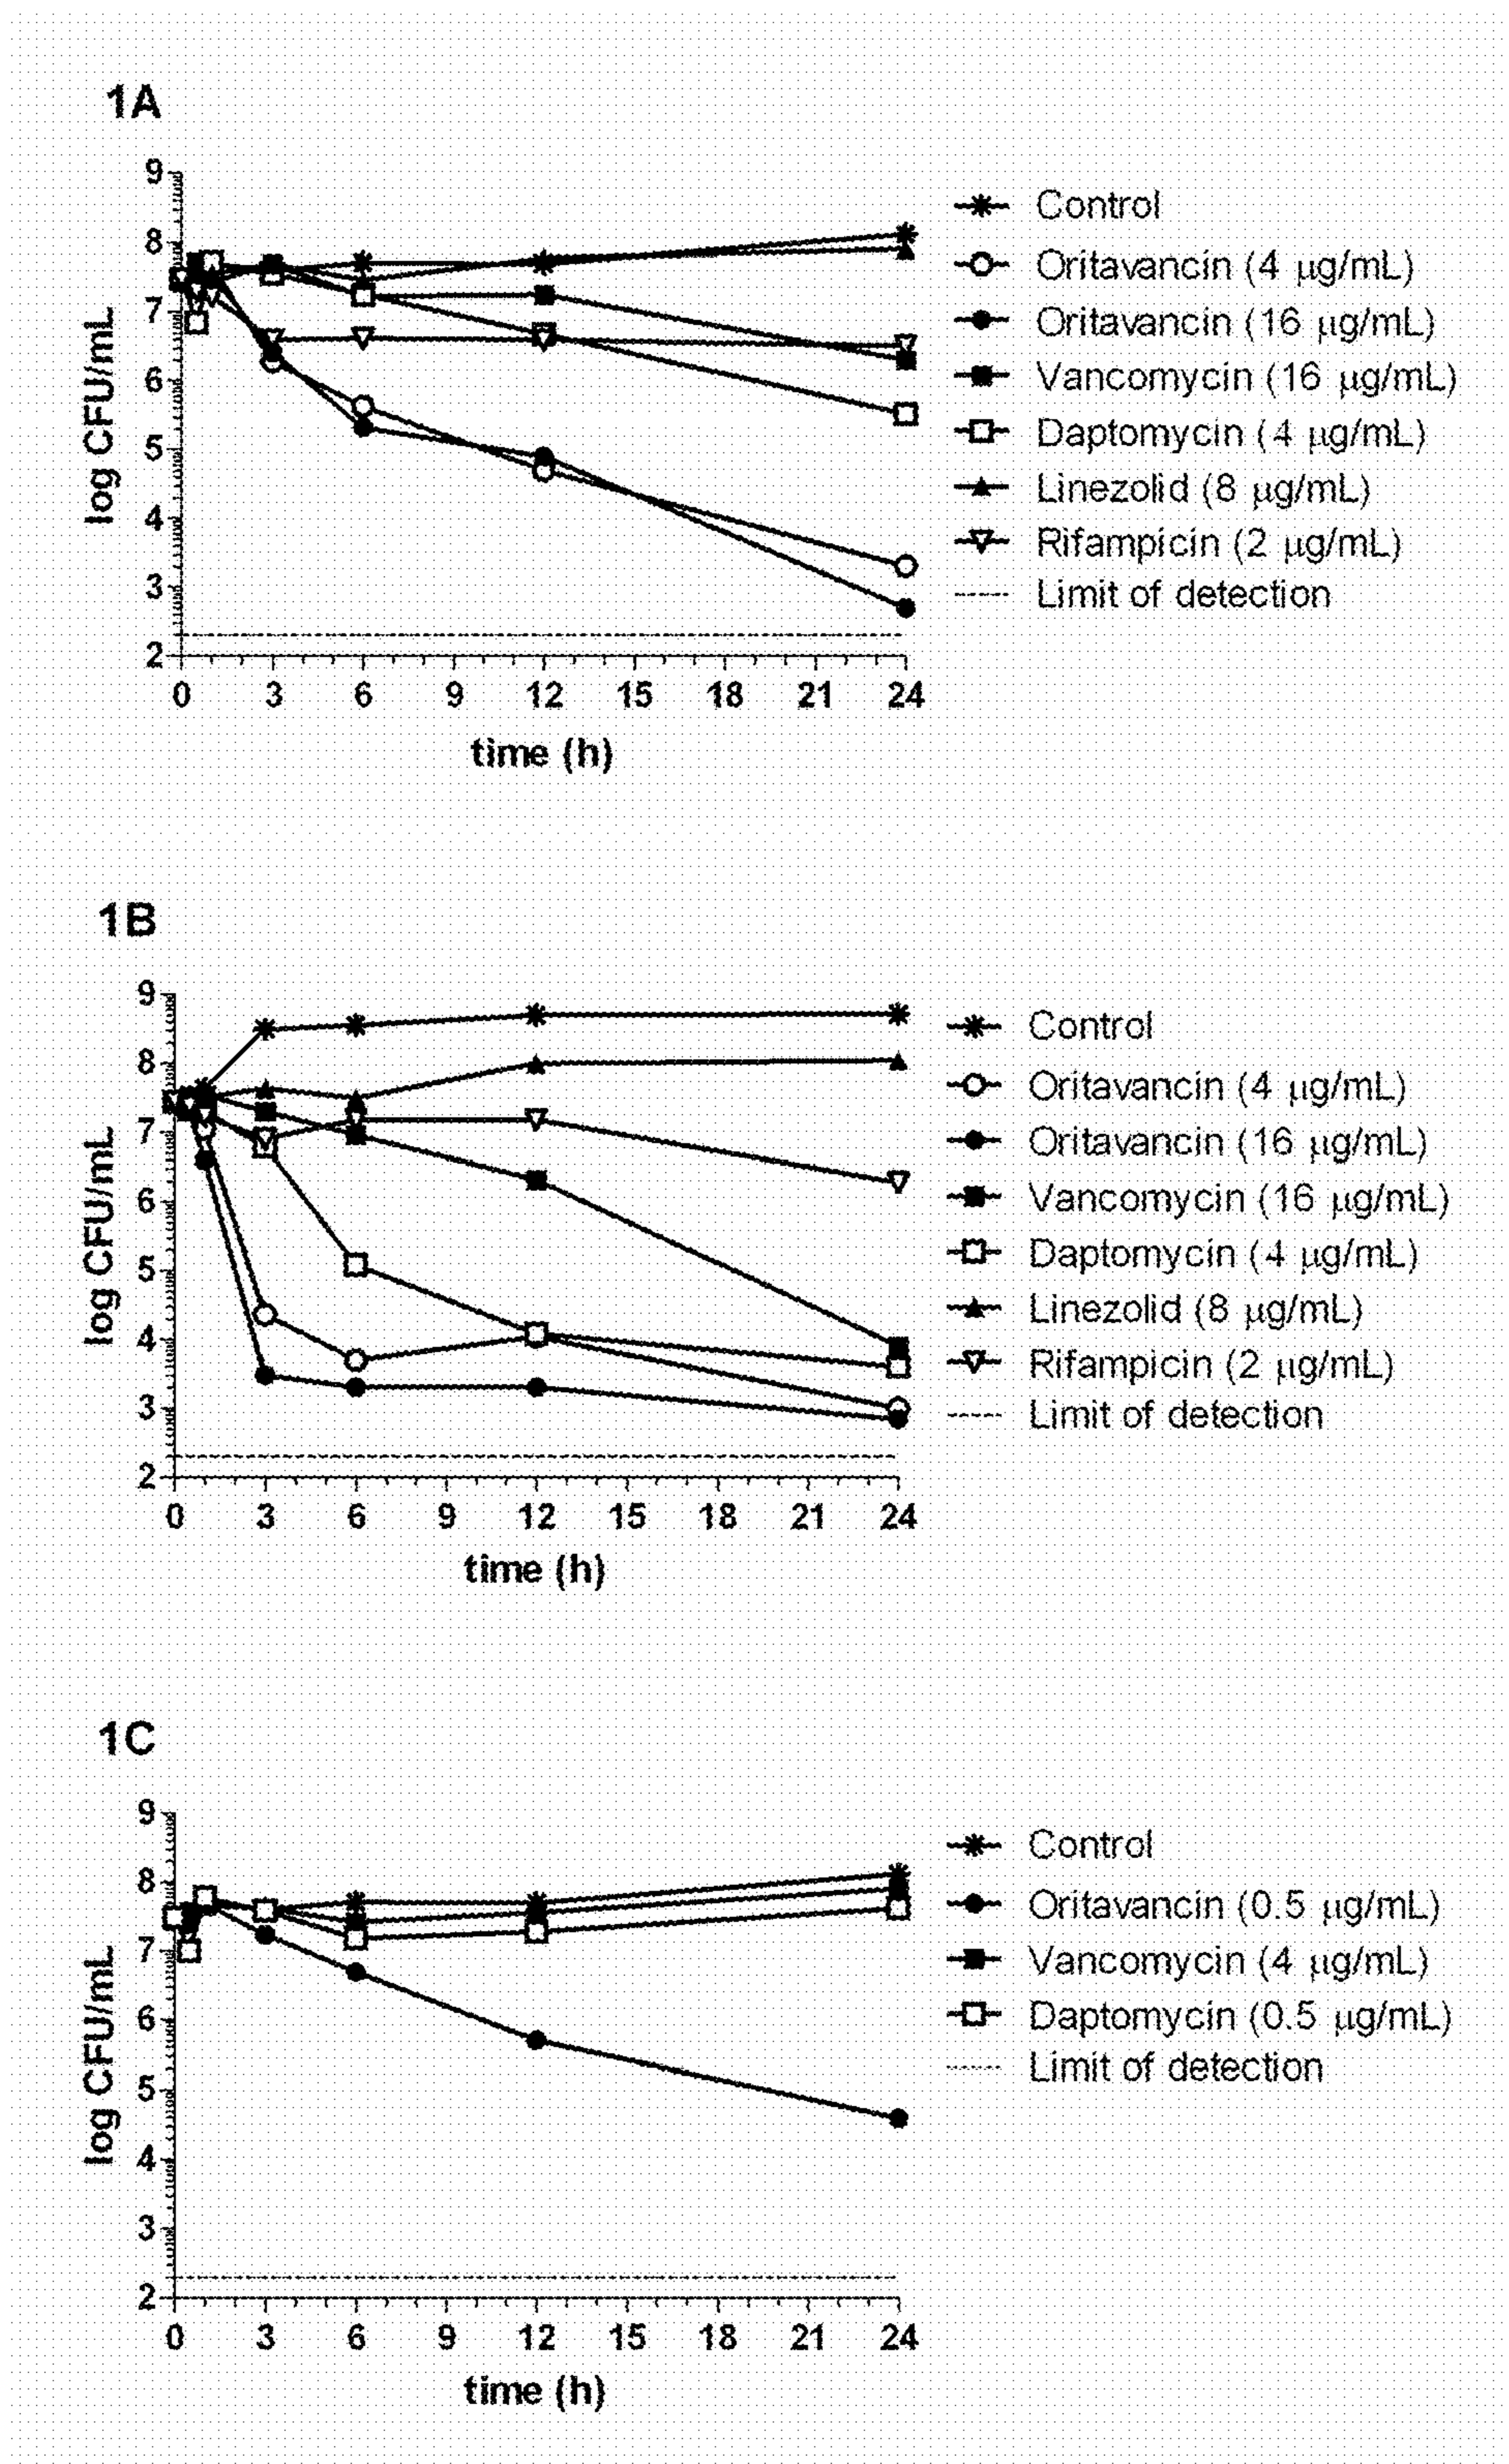 1A
9
8
7
6
5
4
3
2
log CFU/mL
0 3 6 9 12 15 18 21 24
time (h)
Control
Oritavancin (4 µg/mL)
Oritavancin (16 µg/mL)
Vancomycin (16 µg/mL)
Daptomycin (4 µg/mL)
Linezolid (8 µg/mL)
Rifampicin (2 µg/mL)
Limit of detection
1B
9
8
7
6
5
4
3
2
log CFU/mL
0 3 6 9 12 15 18 21 24
time (h)
Control
Oritavancin (4 µg/mL)
Oritavancin (16 µg/mL)
Vancomycin (16 µg/mL)
Daptomycin (4 µg/mL)
Linezolid (8 µg/mL)
Rifampicin (2 µg/mL)
Limit of detection
1C
9
8
7
6
5
4
3
2
log CFU/mL
0 3 6 9 12 15 18 21 24
time (h)
Control
Oritavancin (0.5 µg/mL)
Vancomycin (4 µg/mL)
Daptomycin (0.5 µg/mL)
Limit of detection